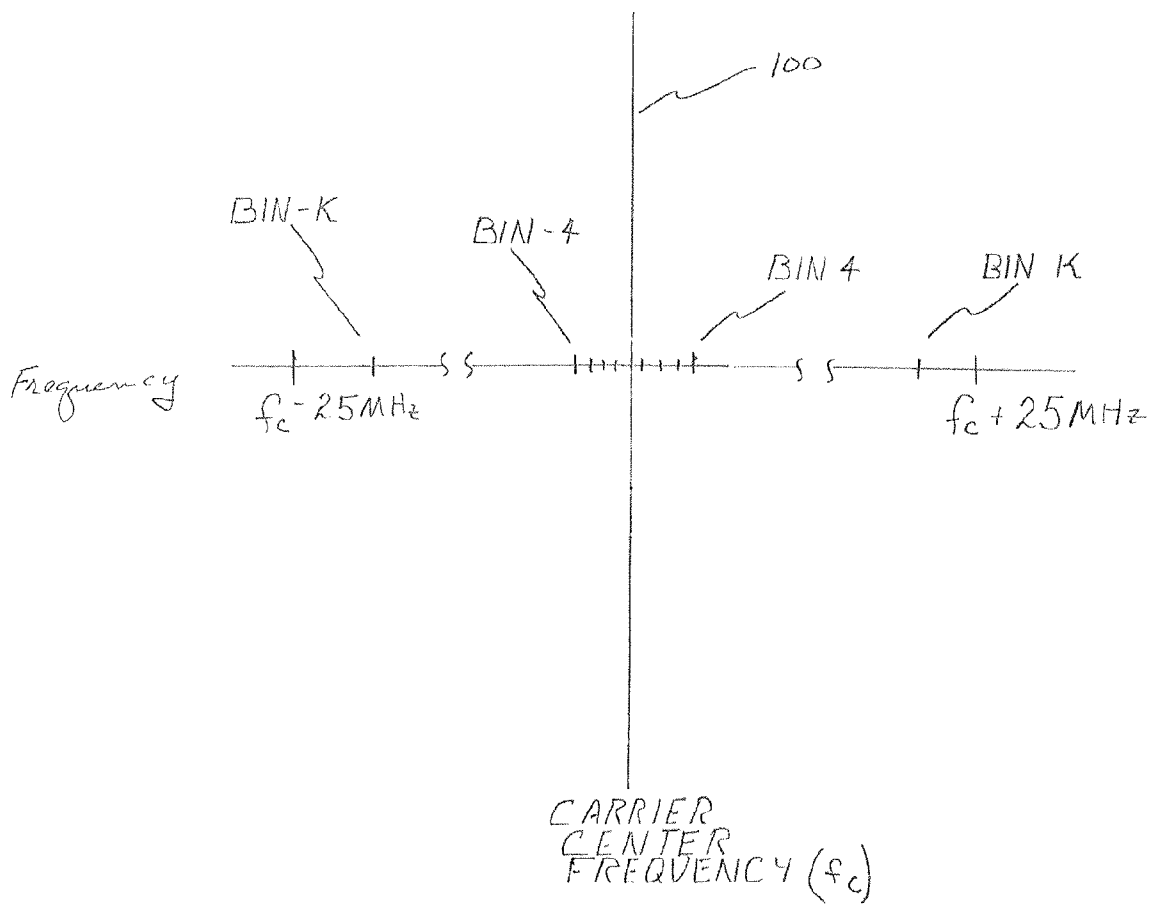 100
BIN-K
BIN-4
BIN 4
BIN K
Frequency
fc - 25MHz
fc + 25MHz
CARRIER
CENTER
FREQUENCY (fc)